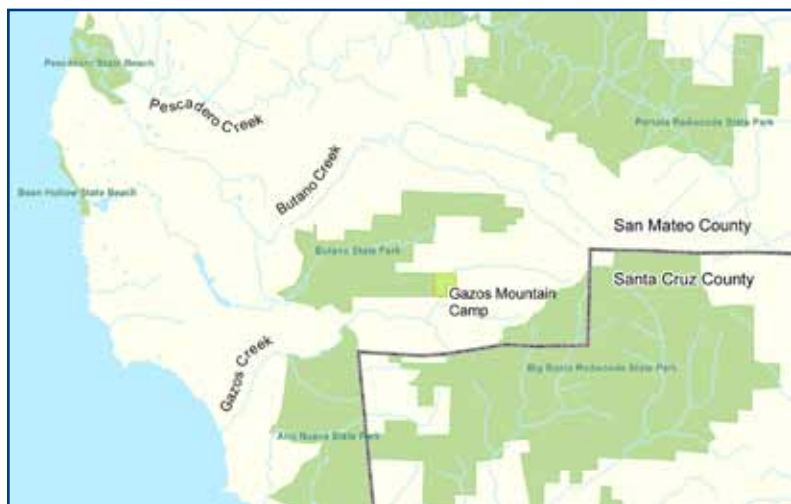 Pescadero State Beach
Pescadero Creek
Portola Redwoods State Park
Butano Creek
Bean Hollow State Beach
San Mateo County
Butano State Park
Santa Cruz County
Gazos Mountain
Camp
Gazos Creek
Big Basin Redwoods State Park
Ano Nuevo State Park